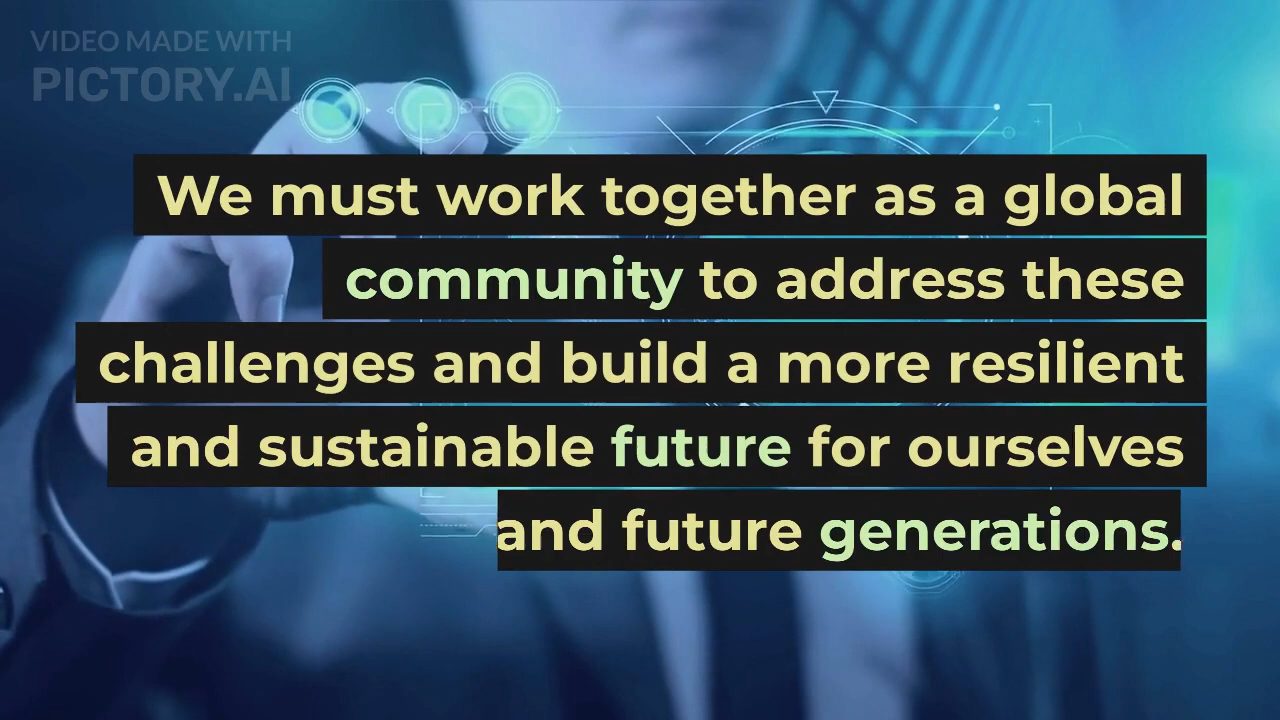 VIDEO MADE WITH
PICTORY.AI
We must work together as a global
community to address these
challenges and build a more resilient
and sustainable future for ourselves
and future generations.